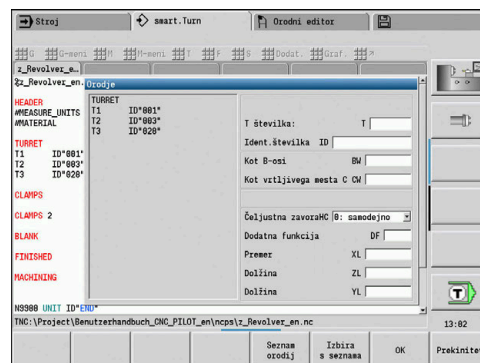 Stroj
smart.Turn
Orodni editor
G G-meni M M-meni T F S Dodat. Graf.
z_Revolver_e…
z_Revolver_en.
Orodje
HEADER
#MEASURE_UNITS
#MATERIAL
TURRET
T1 ID"001"
T2 ID"003"
T3 ID"020"
CLAMPS
CLAMPS 2
BLANK
FINISHED
MACHINING
N9900 UNIT ID"END"
TURRET
T1 ID"001"
T2 ID"003"
T3 ID"020"
T številka: T
Ident.številka ID
Kot B-osi BW
Kot vrtljivega mesta C CW
Čeljustna zavoraHC 0: samodejno
Dodatna funkcija DF
Premer XL
Dolžina ZL
Dolžina YL
TNC:\Project\Benutzerhandbuch_CNC_PILOT_en\ncps\z_Revolver_en.nc
T
13:02
Seznam orodij
Izbira s seznama
OK
Prekinitev